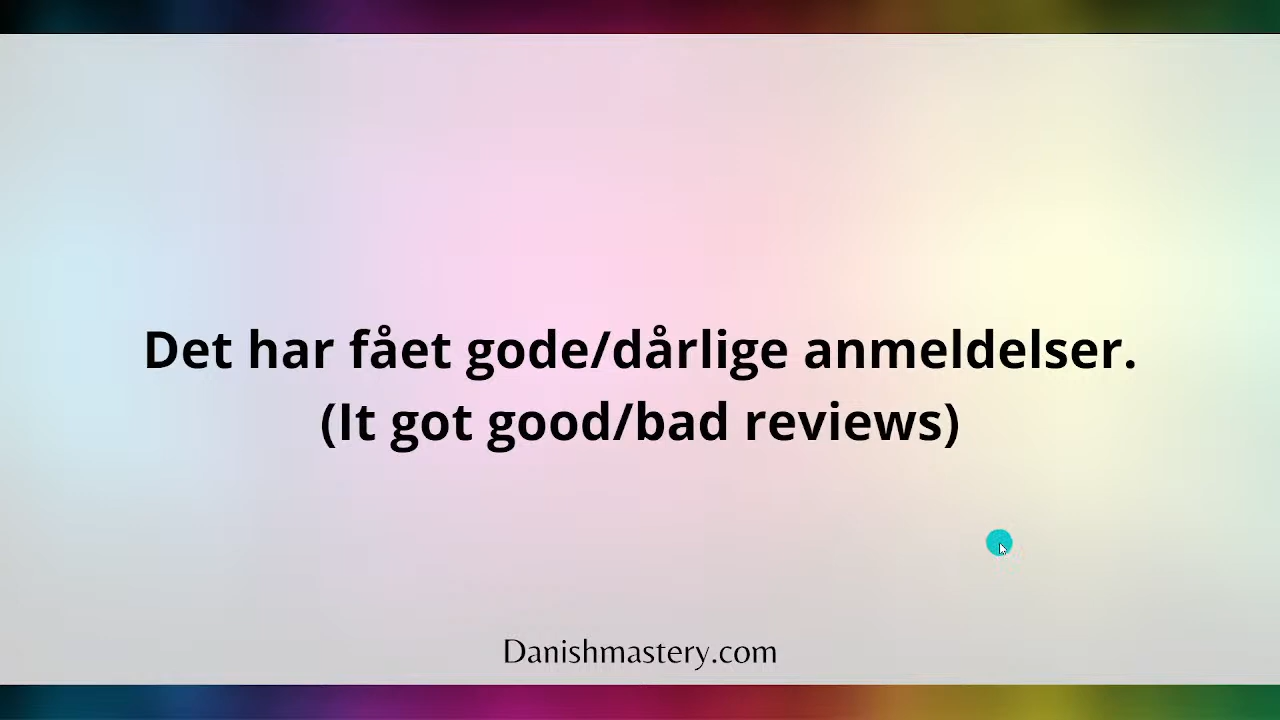 Det har fået gode/dårlige anmeldelser.
(It got good/bad reviews)
Danishmastery.com